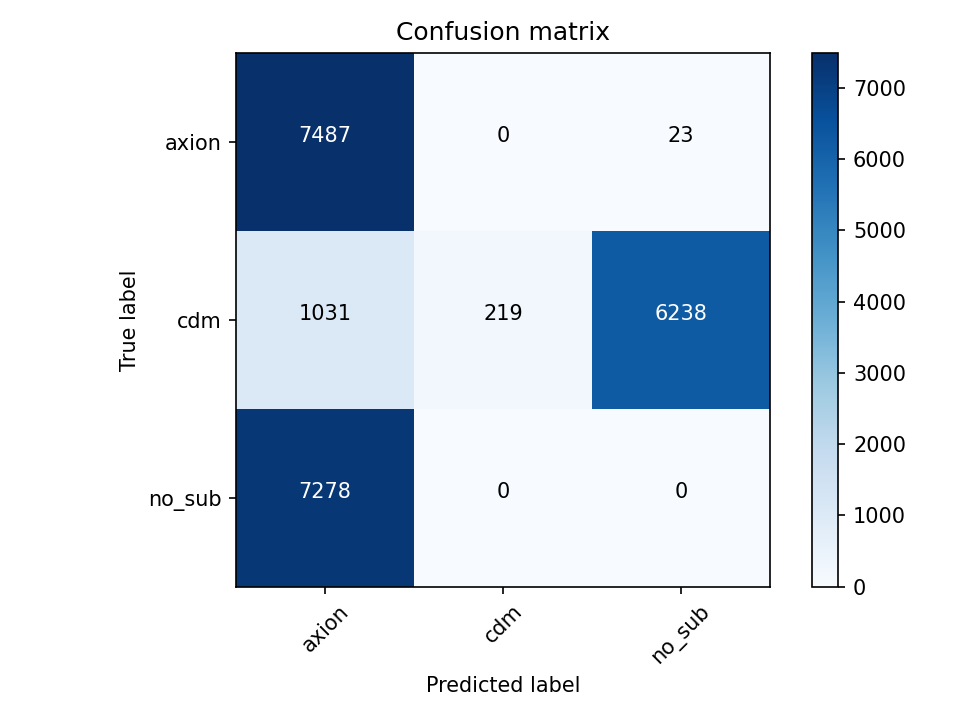 Confusion matrix
axion 7487 0 23
cdm 1031 219 6238
no_sub 7278 0 0
axion cdm no_sub
Predicted label
True label
7000
6000
5000
4000
3000
2000
1000
0